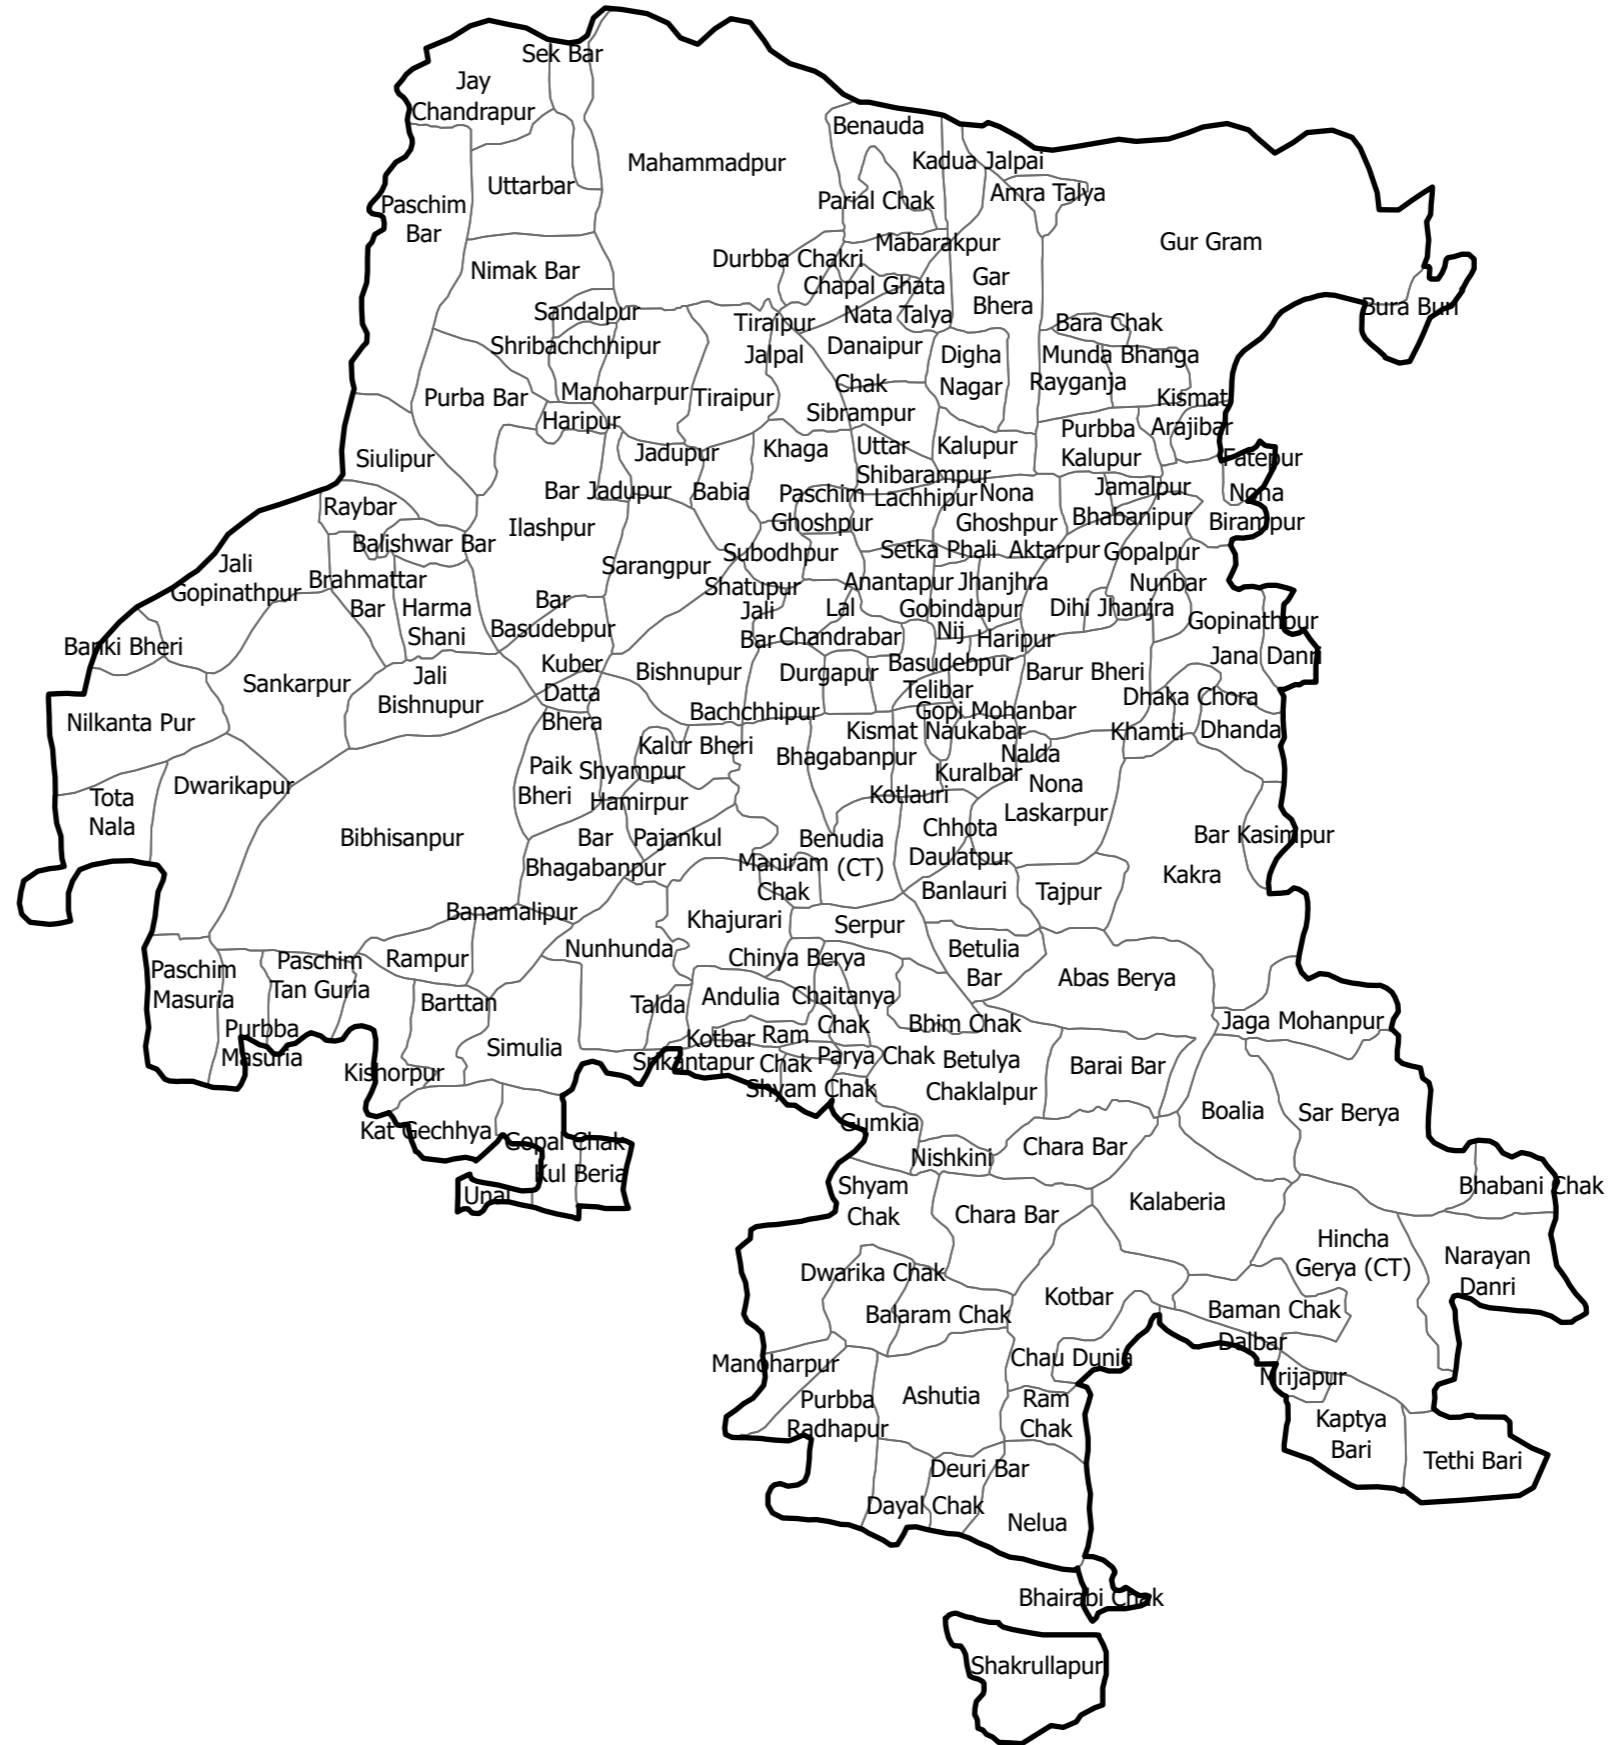 Sek Bar
Jay
Chandrapur
Benauda
Mahammadpur
Kadua Jalpai
Uttarbar
Amra Talya
Parial Chak
Paschim
Bar
Gur Gram
Mabarakpur
Durbba Chakri
Nimak Bar
Gar
Bhera
Chapal Ghata
Bura Buri
Sandalpur
Nata Talya
Tiraipur
Bara Chak
Shribachchhipur
Danaipur
Jalpal
Digha
Nagar
Munda Bhanga
Rayganja
Chak
Sibrampur
Manoharpur
Tiraipur
Purba Bar
Kismat
Arajibar
Haripur
Purbba
Kalupur
Uttar
Shibarampur
Kalupur
Khaga
Jadupur
Siulipur
Fatepur
Bar Jadupur
Babia
Paschim
Ghoshpur
Lachhipur
Nona
Ghoshpur
Jamalpur
Nona
Birampur
Raybar
Bhabanipur
Ilashpur
Balishwar Bar
Subodhpur
Setka Phali
Aktarpur
Gopalpur
Jali
Gopinathpur
Sarangpur
Brahmattar
Bar
Shatupur
Anantapur
Jhanjhra
Nunbar
Harma
Shani
Bar
Basudebpur
Jali
Bar
Lal
Chandrabar
Gobindapur
Dihi Jhanjra
Gopinathpur
Nij
Basudebpur
Haripur
Banki Bheri
Jana Danri
Kuber
Datta
Bhera
Bishnupur
Durgapur
Barur Bheri
Sankarpur
Jali
Bishnupur
Telibar
Dhaka Chora
Bachchhipur
Gopi Mohanbar
Nilkanta Pur
Kismat Naukabar
Khamti
Dhanda
Kalur Bheri
Bhagabanpur
Nalda
Paik
Bheri
Shyampur
Kuralbar
Nona
Laskarpur
Dwarikapur
Kotlauri
Tota
Nala
Hamirpur
Chhota
Daulatpur
Bibhisanpur
Bar
Bhagabanpur
Pajankul
Benudia
(CT)
Bar Kasimpur
Maniram
Chak
Kakra
Banlauri
Tajpur
Banamalipur
Khajurari
Serpur
Nunhunda
Betulia
Bar
Rampur
Chinya Berya
Paschim
Tan Guria
Paschim
Masuria
Abas Berya
Andulia
Chaitanya
Chak
Barttan
Talda
Jaga Mohanpur
Bhim Chak
Purbba
Masuria
Kotbar
Ram
Chak
Simulia
Srikantapur
Parya Chak
Betulya
Chaklalpur
Barai Bar
Kishorpur
Shyam Chak
Boalia
Sar Berya
Gumkia
Kat Gechhya
Gopal Chak
Chara Bar
Nishkini
Kul Beria
Unal
Shyam
Chak
Bhabani Chak
Kalaberia
Chara Bar
Hincha
Gerya (CT)
Narayan
Danri
Dwarika Chak
Kotbar
Baman Chak
Balaram Chak
Dalbar
Chau Dunia
Manoharpur
Mrijapur
Ashutia
Purbba
Radhapur
Ram
Chak
Kaptya
Bari
Tethi Bari
Deuri Bar
Dayal Chak
Nelua
Bhairabi Chak
Shakrullapur